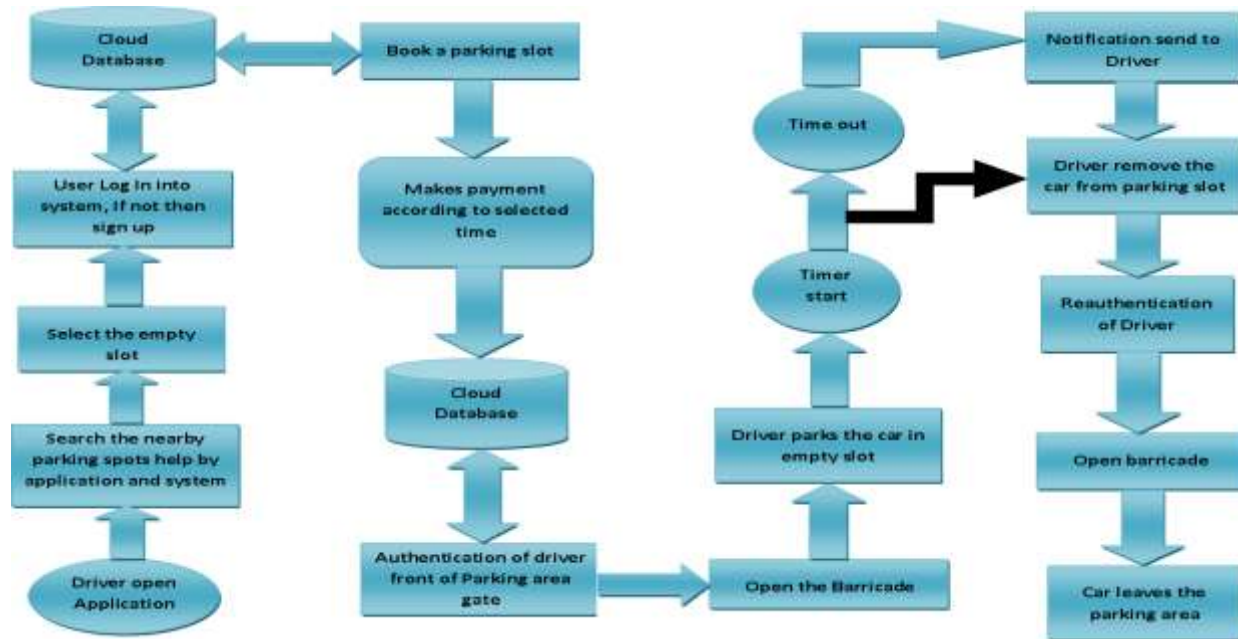 Driver open
Application
Search the nearby
parking spots help by
application and system
Select the empty
slot
User Log In into
system, If not then
sign up
Cloud
Database
Book a parking slot
Makes payment
according to selected
time
Cloud
Database
Authentication of driver
front of Parking area
gate
Open the Barricade
Driver parks the car in
empty slot
Timer
start
Time out
Notification send to
Driver
Driver remove the
car from parking slot
Reauthentication
of Driver
Open barricade
Car leaves the
parking area